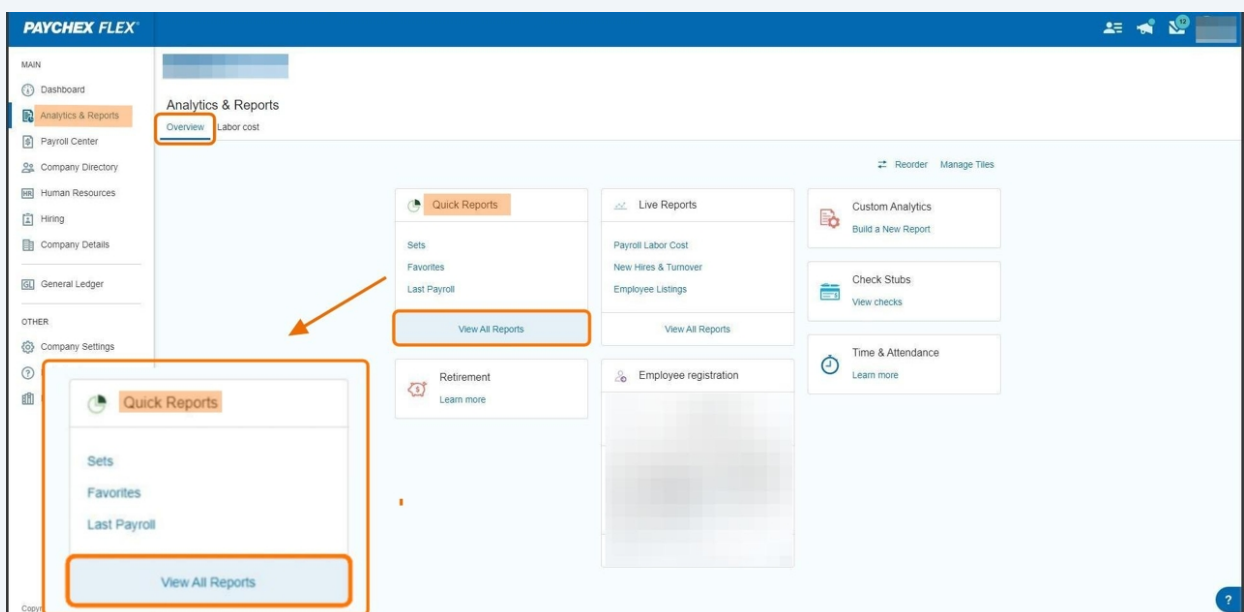 PAYCHEX FLEX®
12
MAIN
Dashboard
Analytics & Reports
Payroll Center
Company Directory
HR Human Resources
Hiring
Company Details
GL General Ledger
OTHER
Company Settings
?
Analytics & Reports
Overview Labor cost
Reorder Manage Tiles
Quick Reports
Sets
Favorites
Last Payroll
View All Reports
Live Reports
Payroll Labor Cost
New Hires & Turnover
Employee Listings
View All Reports
Custom Analytics
Build a New Report
Check Stubs
View checks
Time & Attendance
Learn more
Retirement
Learn more
Employee registration
Quick Reports
Sets
Favorites
Last Payroll
View All Reports
?